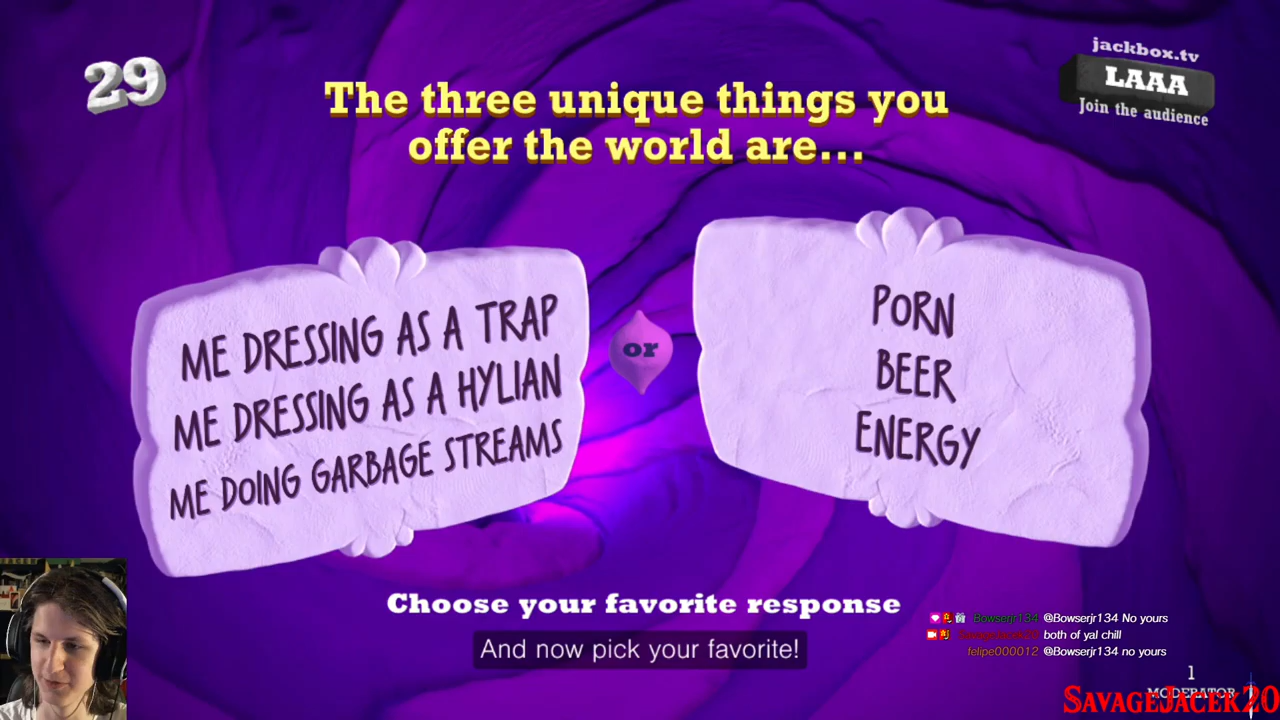 29
jackbox.tv
LAAA
Join the audience
The three unique things you
offer the world are...
ME DRESSING AS A TRAP
ME DRESSING AS A HYLIAN
ME DOING GARBAGE STREAMS
or
PORN
BEER
ENERGY
Choose your favorite response
And now pick your favorite!
Bowserjr134 @Bowserjr134 No yours
SavageJacek20 both of yal chill
felipe000012 @Bowserjr134 no yours
1
MODERATOR
SAVAGEJACEK20